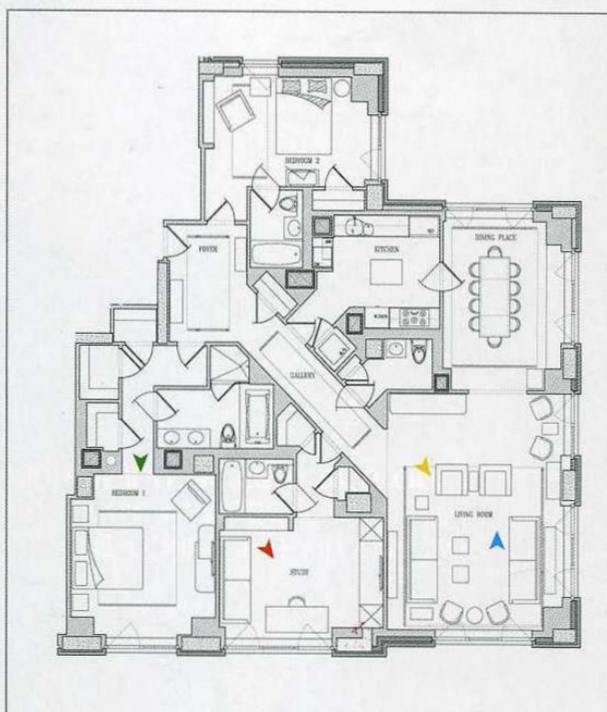 BEDROOM 2
DINING PLACE
FOYER
KITCHEN
GALLERY
BEDROOM 1
LIVING ROOM
STUDY